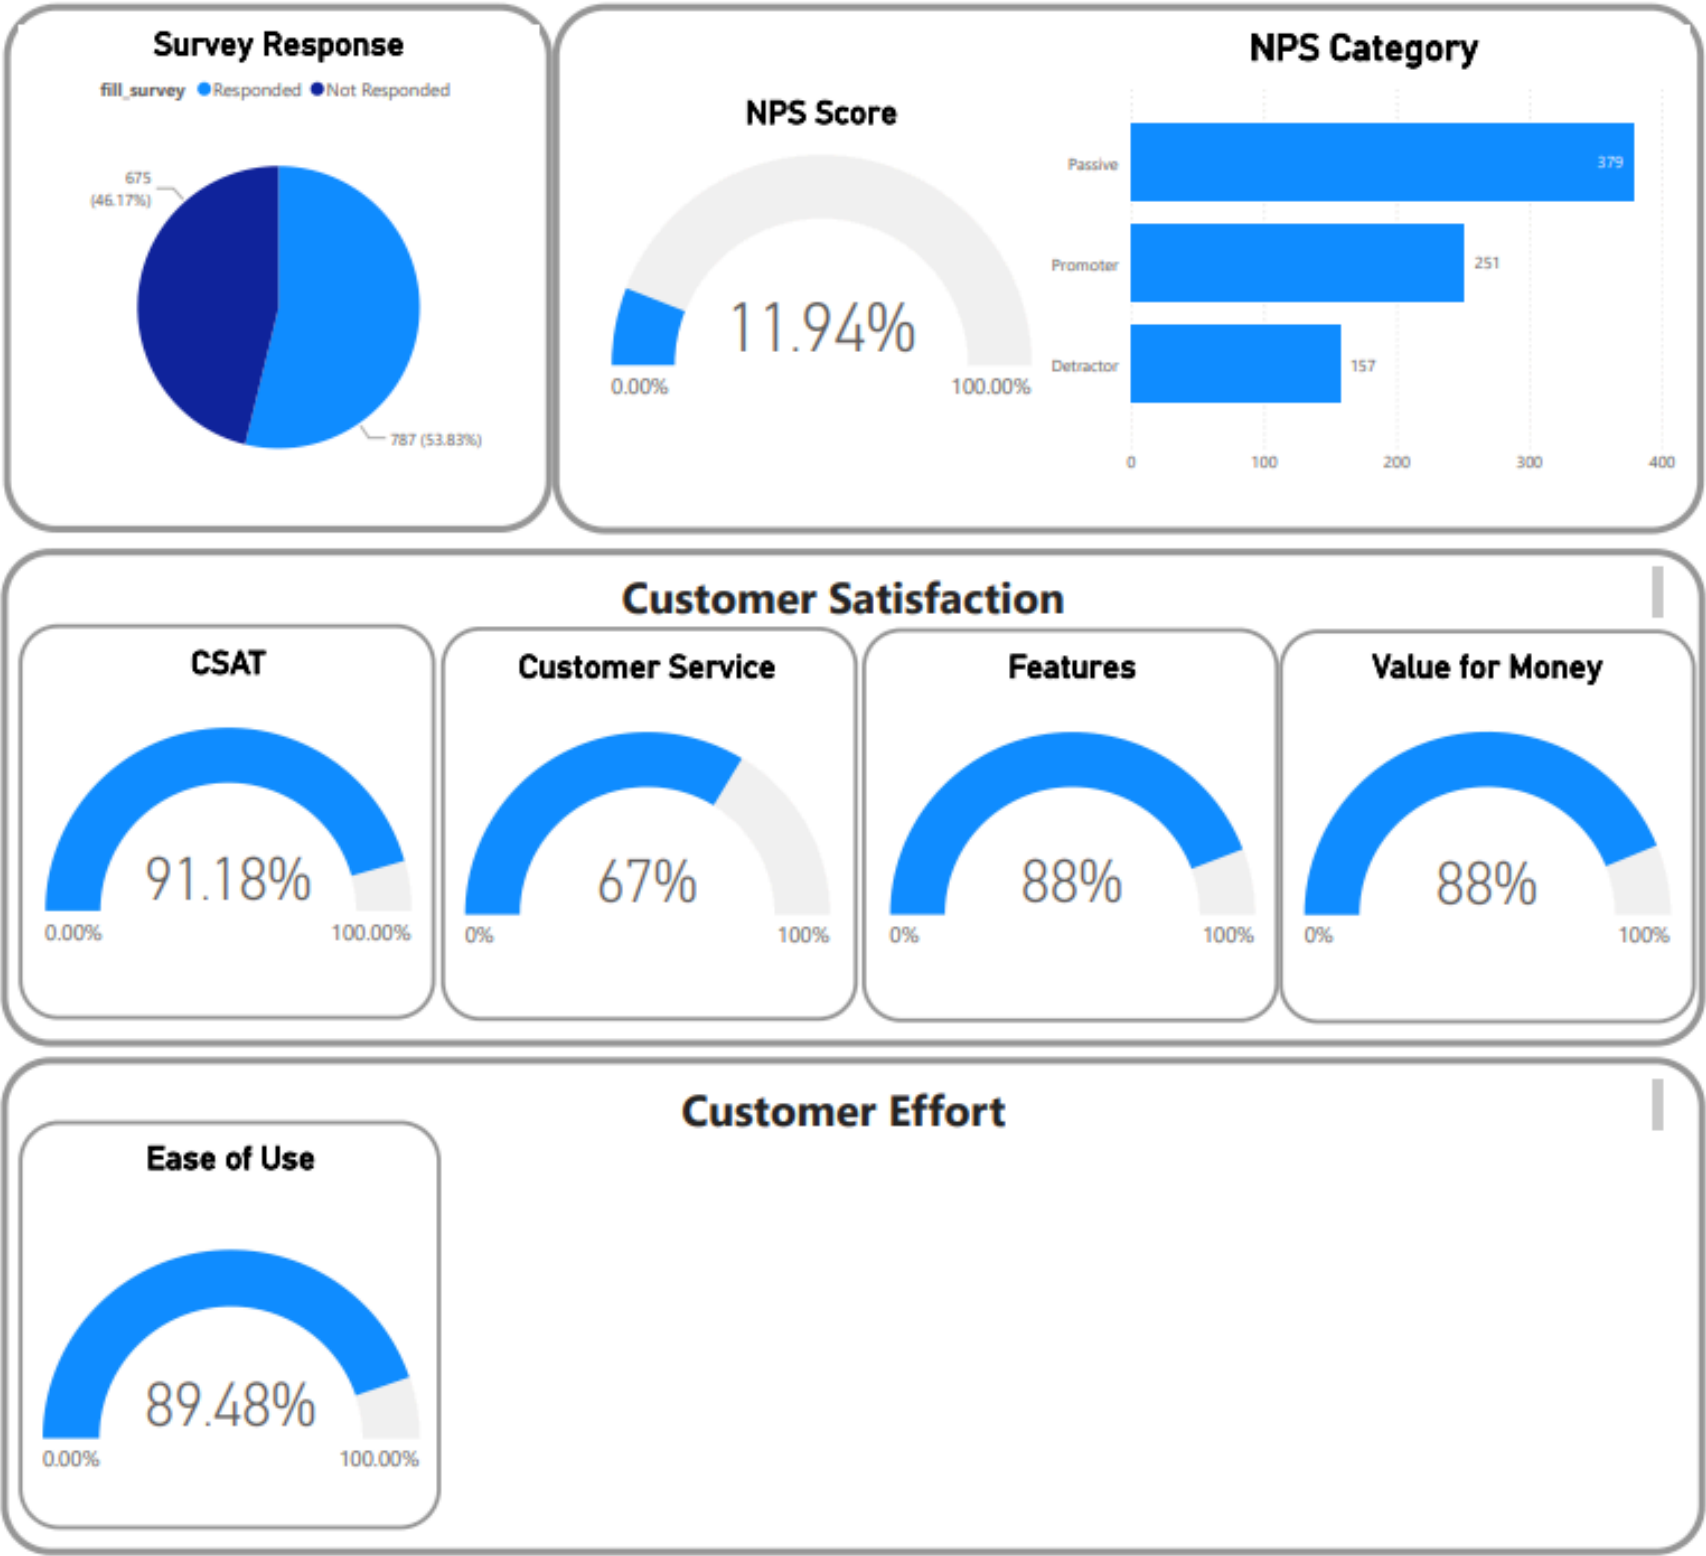 Survey Response
fill_survey Responded Not Responded
675
(46.17%)
787 (53.83%)
NPS Score
11.94%
0.00% 100.00%
NPS Category
Passive 379
Promoter 251
Detractor 157
0 100 200 300 400
Customer Satisfaction
CSAT
91.18%
0.00% 100.00%
Customer Service
67%
0% 100%
Features
88%
0% 100%
Value for Money
88%
0% 100%
Customer Effort
Ease of Use
89.48%
0.00% 100.00%